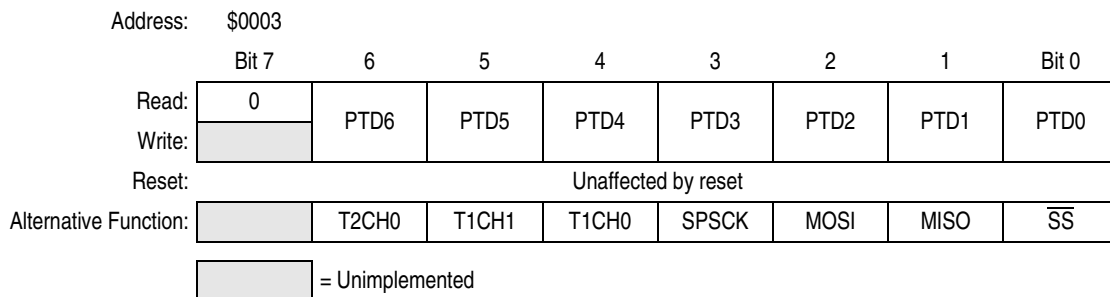 Address: $0003
Bit 7 6 5 4 3 2 1 Bit 0
Read: 0 PTD6 PTD5 PTD4 PTD3 PTD2 PTD1 PTD0
Write:
Reset: Unaffected by reset
Alternative Function: T2CH0 T1CH1 T1CH0 SPSCK MOSI MISO S̅S̅
= Unimplemented